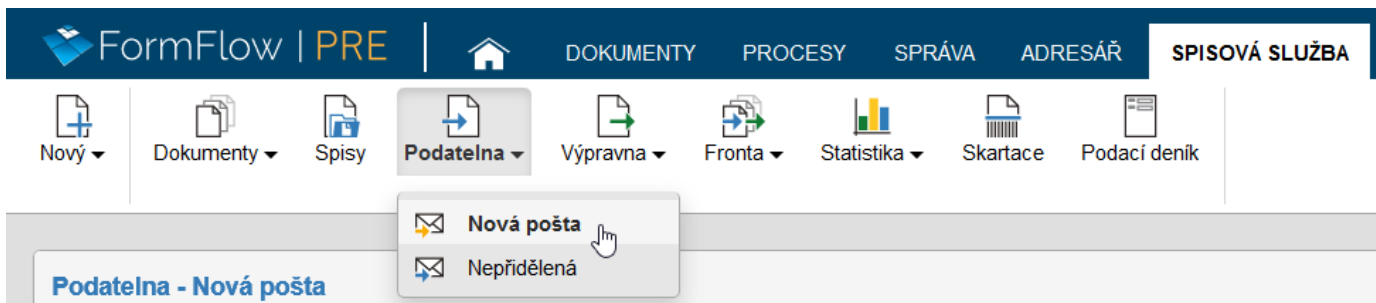 FormFlow | PRE DOKUMENTY PROCESY SPRÁVA ADRESÁŘ SPISOVÁ SLUŽBA
Nový Dokumenty Spisy Podatelna Výpravna Fronta Statistika Skartace Podací deník
Nová pošta
Nepřidělená
Podatelna - Nová pošta